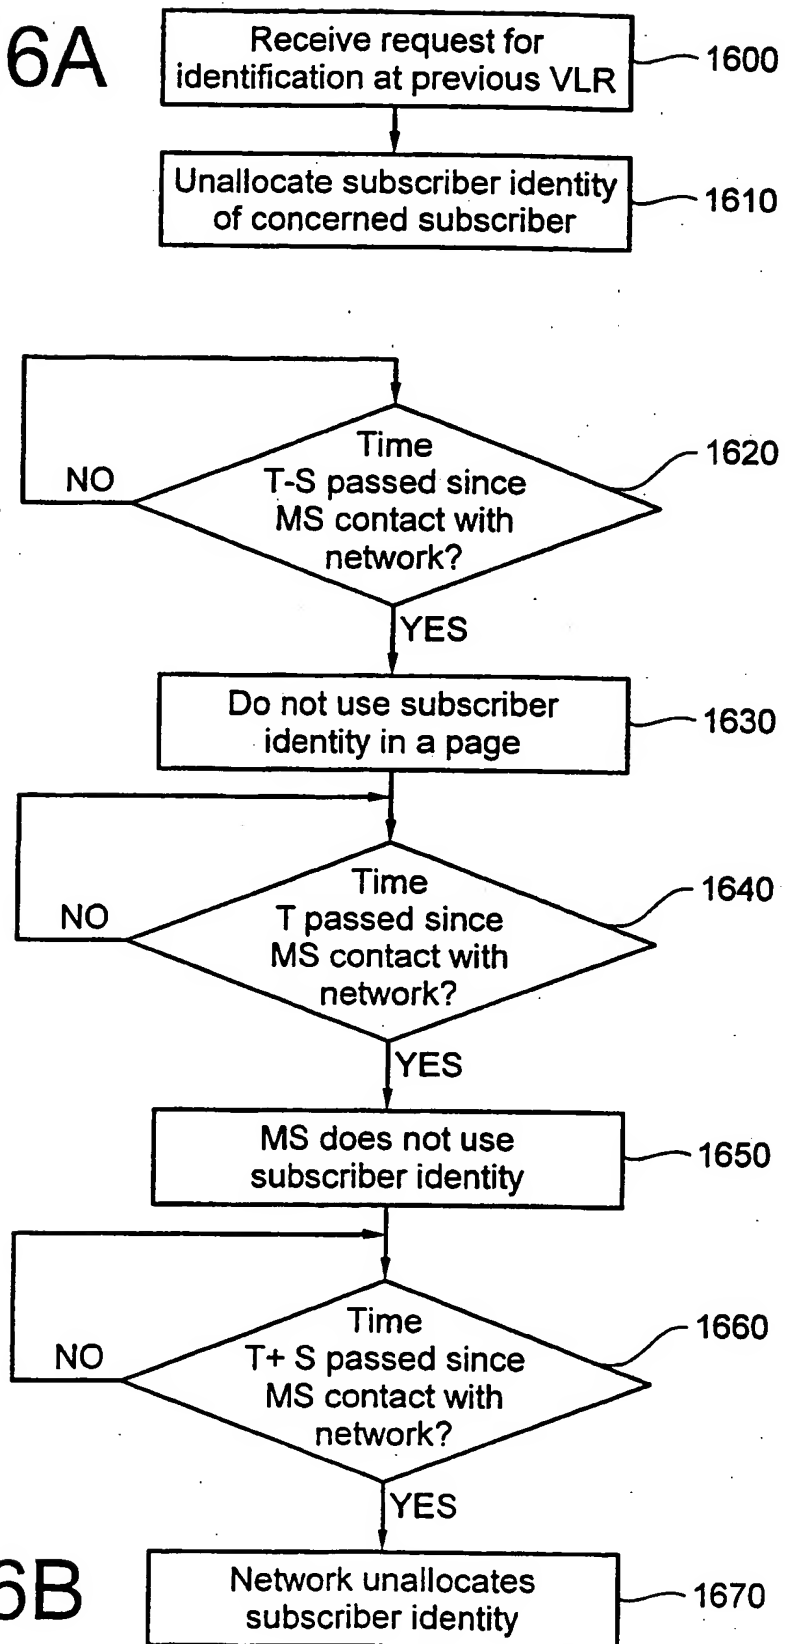 6A
Receive request for
identification at previous VLR
1600
Unallocate subscriber identity
of concerned subscriber
1610
Time
T-S passed since
MS contact with
network?
1620
NO
YES
Do not use subscriber
identity in a page
1630
Time
T passed since
MS contact with
network?
1640
NO
YES
MS does not use
subscriber identity
1650
Time
T+ S passed since
MS contact with
network?
1660
NO
YES
6B
Network unallocates
subscriber identity
1670